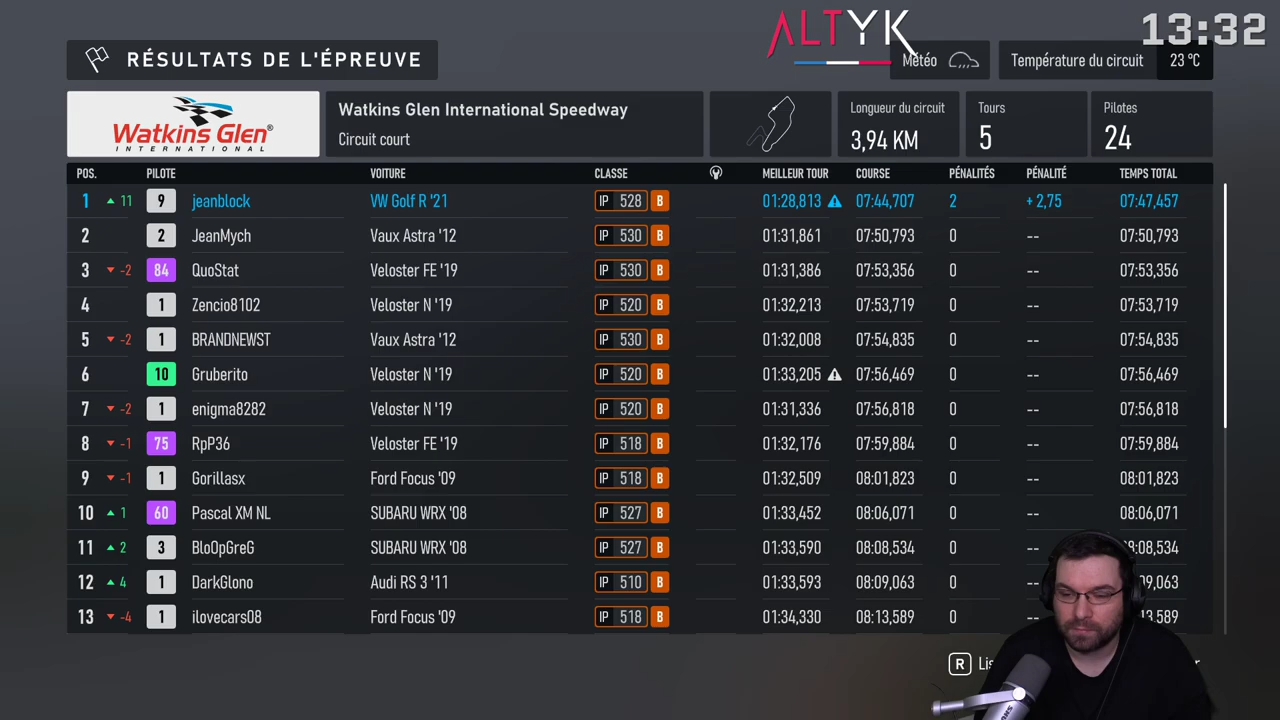 ALTYK
13:32
RÉSULTATS DE L'ÉPREUVE
Météo
Température du circuit 23 °C
Watkins Glen®
INTERNATIONAL
Watkins Glen International Speedway
Circuit court
Longueur du circuit
3,94 KM
Tours
5
Pilotes
24
POS. PILOTE VOITURE CLASSE MEILLEUR TOUR COURSE PÉNALITÉS PÉNALITÉ TEMPS TOTAL
1 11 9 jeanblock VW Golf R '21 IP 528 B 01:28,813 07:44,707 2 + 2,75 07:47,457
2 2 JeanMych Vaux Astra '12 IP 530 B 01:31,861 07:50,793 0 -- 07:50,793
3 -2 84 QuoStat Veloster FE '19 IP 530 B 01:31,386 07:53,356 0 -- 07:53,356
4 1 Zencio8102 Veloster N '19 IP 520 B 01:32,213 07:53,719 0 -- 07:53,719
5 -2 1 BRANDNEWST Vaux Astra '12 IP 530 B 01:32,008 07:54,835 0 -- 07:54,835
6 10 Gruberito Veloster N '19 IP 520 B 01:33,205 07:56,469 0 -- 07:56,469
7 -2 1 enigma8282 Veloster N '19 IP 520 B 01:31,336 07:56,818 0 -- 07:56,818
8 -1 75 RpP36 Veloster FE '19 IP 518 B 01:32,176 07:59,884 0 -- 07:59,884
9 -1 1 Gorillasx Ford Focus '09 IP 518 B 01:32,509 08:01,823 0 -- 08:01,823
10 1 60 Pascal XM NL SUBARU WRX '08 IP 527 B 01:33,452 08:06,071 0 -- 08:06,071
11 2 3 BloOpGreG SUBARU WRX '08 IP 527 B 01:33,590 08:08,534 0 -- 08:08,534
12 4 1 DarkGlono Audi RS 3 '11 IP 510 B 01:33,593 08:09,063 0 -- 09,063
13 -4 1 ilovecars08 Ford Focus '09 IP 518 B 01:34,330 08:13,589 0 -- 13,589
R